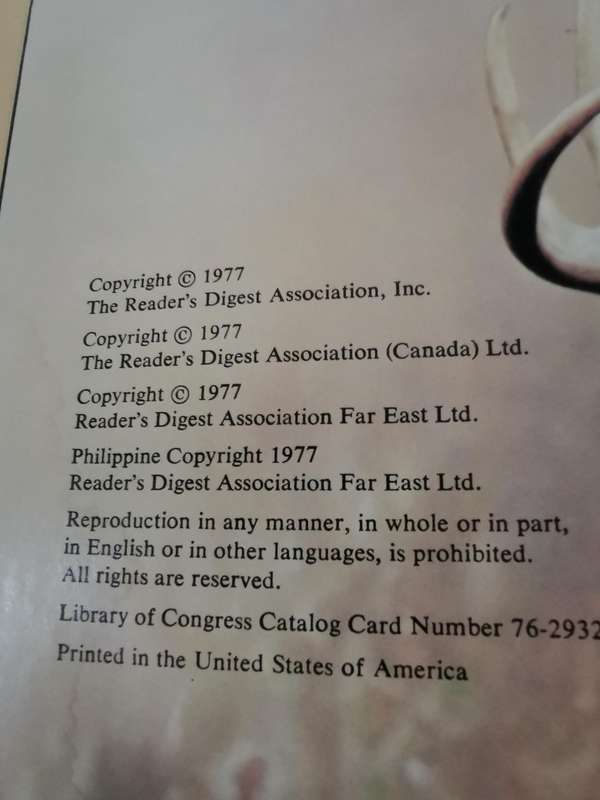 Copyright © 1977
The Reader's Digest Association, Inc.
Copyright © 1977
The Reader's Digest Association (Canada) Ltd.
Copyright © 1977
Reader's Digest Association Far East Ltd.
Philippine Copyright 1977
Reader's Digest Association Far East Ltd.
Reproduction in any manner, in whole or in part,
in English or in other languages, is prohibited.
All rights are reserved.
Library of Congress Catalog Card Number 76-2932
Printed in the United States of America